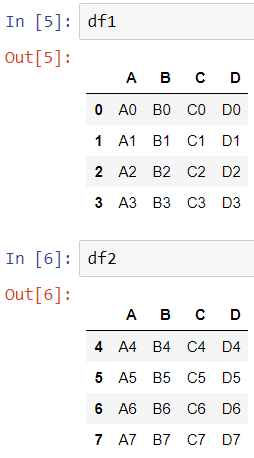 In [5]: df1
Out[5]:
A B C D
0 A0 B0 C0 D0
1 A1 B1 C1 D1
2 A2 B2 C2 D2
3 A3 B3 C3 D3
In [6]: df2
Out[6]:
A B C D
4 A4 B4 C4 D4
5 A5 B5 C5 D5
6 A6 B6 C6 D6
7 A7 B7 C7 D7